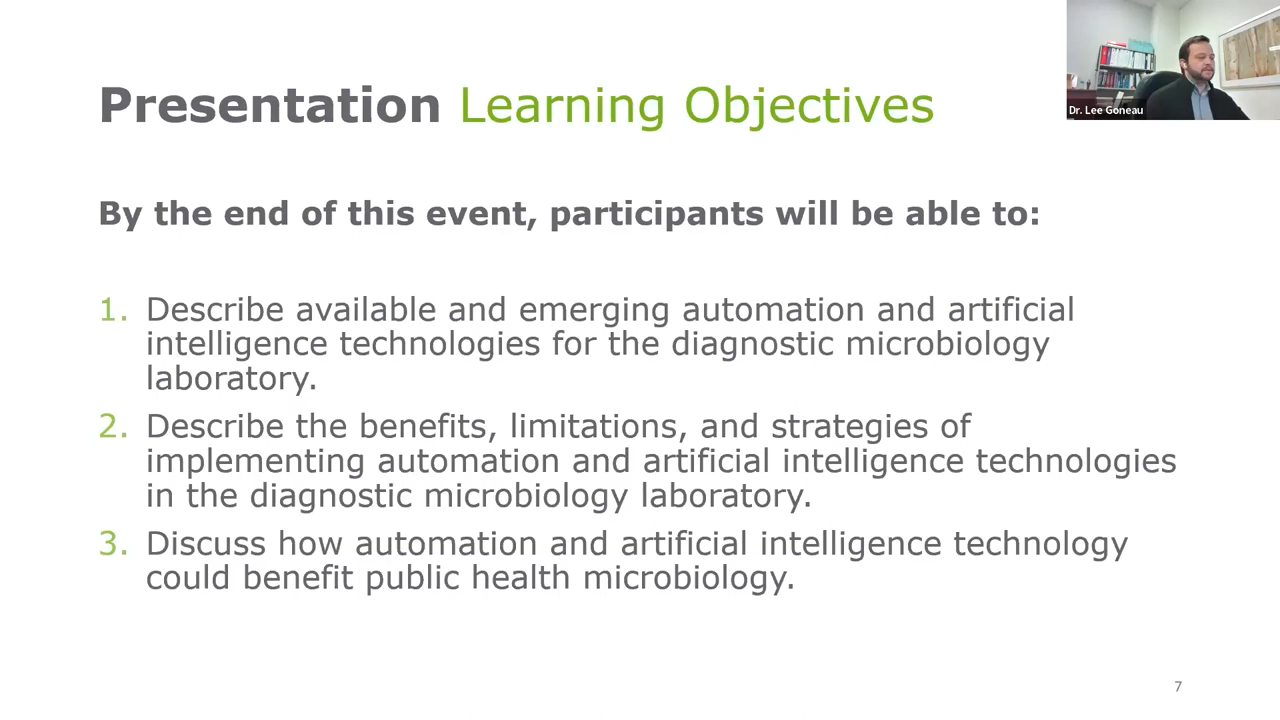 Dr. Lee Goneau
Presentation Learning Objectives
By the end of this event, participants will be able to:
1. Describe available and emerging automation and artificial
intelligence technologies for the diagnostic microbiology
laboratory.
2. Describe the benefits, limitations, and strategies of
implementing automation and artificial intelligence technologies
in the diagnostic microbiology laboratory.
3. Discuss how automation and artificial intelligence technology
could benefit public health microbiology.
7